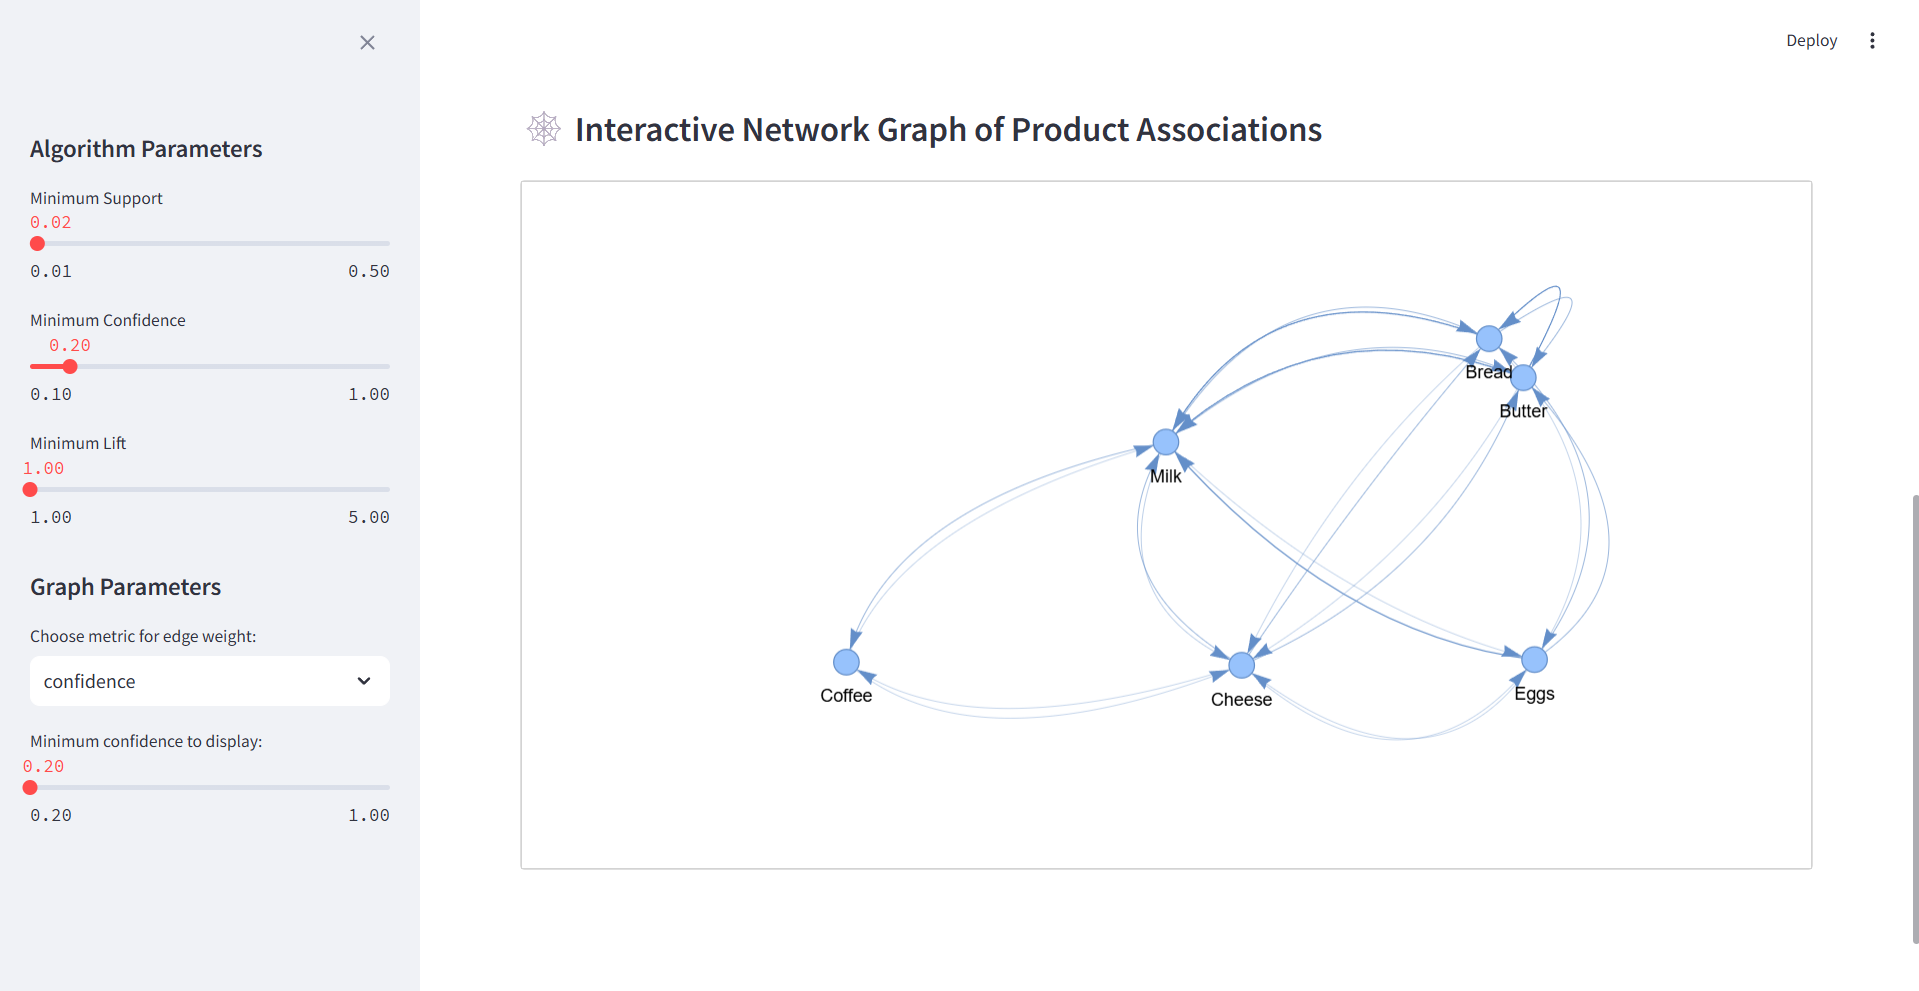 Deploy
Algorithm Parameters
Minimum Support
0.02
0.01 0.50
Minimum Confidence
0.20
0.10 1.00
Minimum Lift
1.00
1.00 5.00
Graph Parameters
Choose metric for edge weight:
confidence
Minimum confidence to display:
0.20
0.20 1.00
Interactive Network Graph of Product Associations
Bread
Butter
Milk
Coffee
Cheese
Eggs